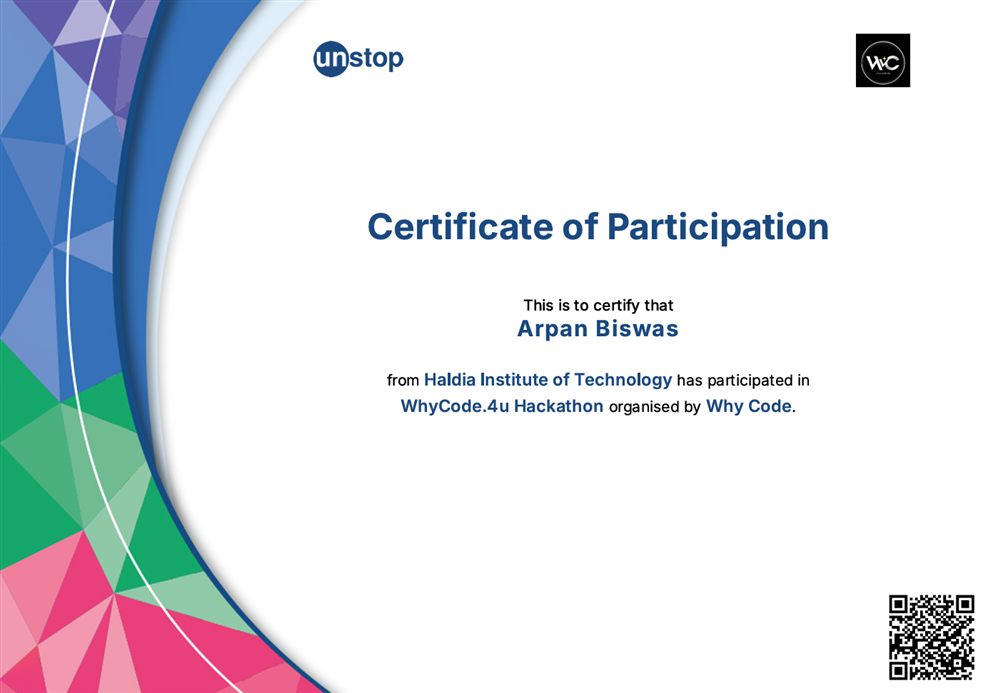 unstop
WC
Certificate of Participation
This is to certify that
Arpan Biswas
from Haldia Institute of Technology has participated in
WhyCode.4u Hackathon organised by Why Code.